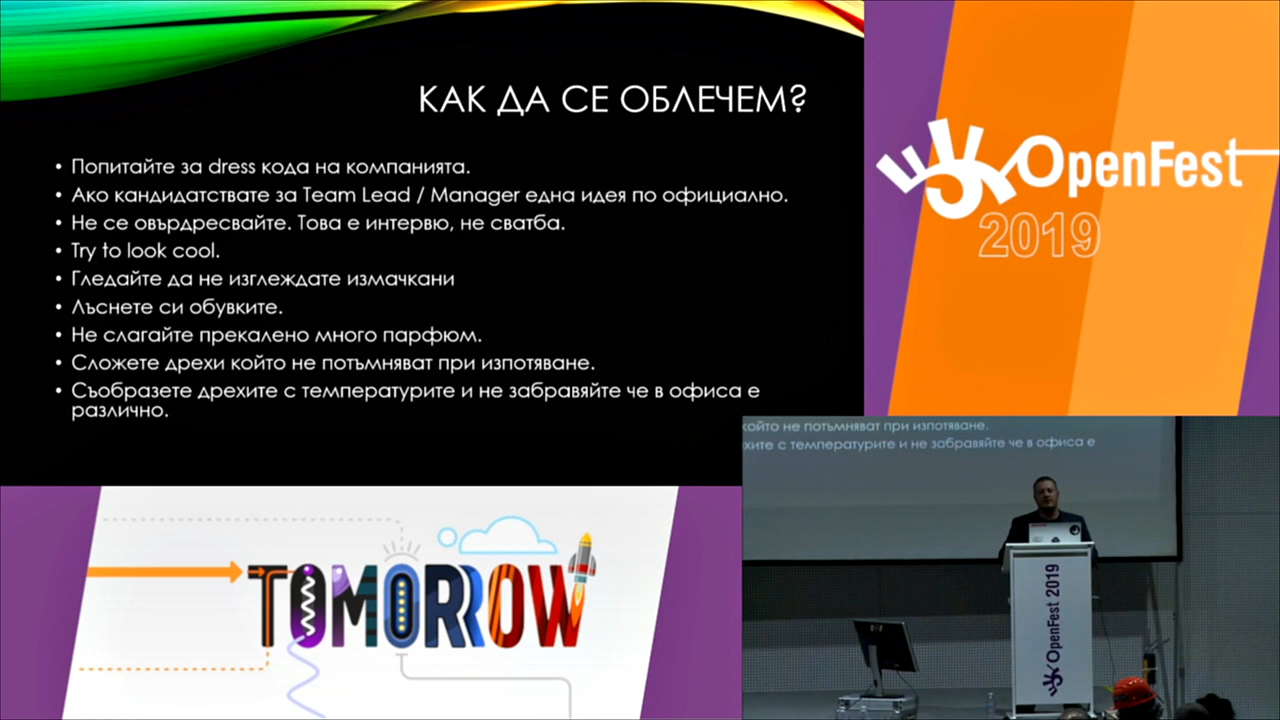 КАК ДА СЕ ОБЛЕЧЕМ?
• Попитайте за dress кода на компанията.
• Ако кандидатствате за Team Lead / Manager една идея по официално.
• Не се овърдресвайте. Това е интервю, не сватба.
• Try to look cool.
• Гледайте да не изглеждате измачкани
• Лъснете си обувките.
• Не слагайте прекалено много парфюм.
• Сложете дрехи който не потъмняват при изпотяване.
• Съобразете дрехите с температурите и не забравяйте че в офиса е
различно.
OpenFest
2019
който не потъмняват при изпотяване.
хите с температурите и не забравяйте че в офиса е
OpenFest 2019
TOMORROW